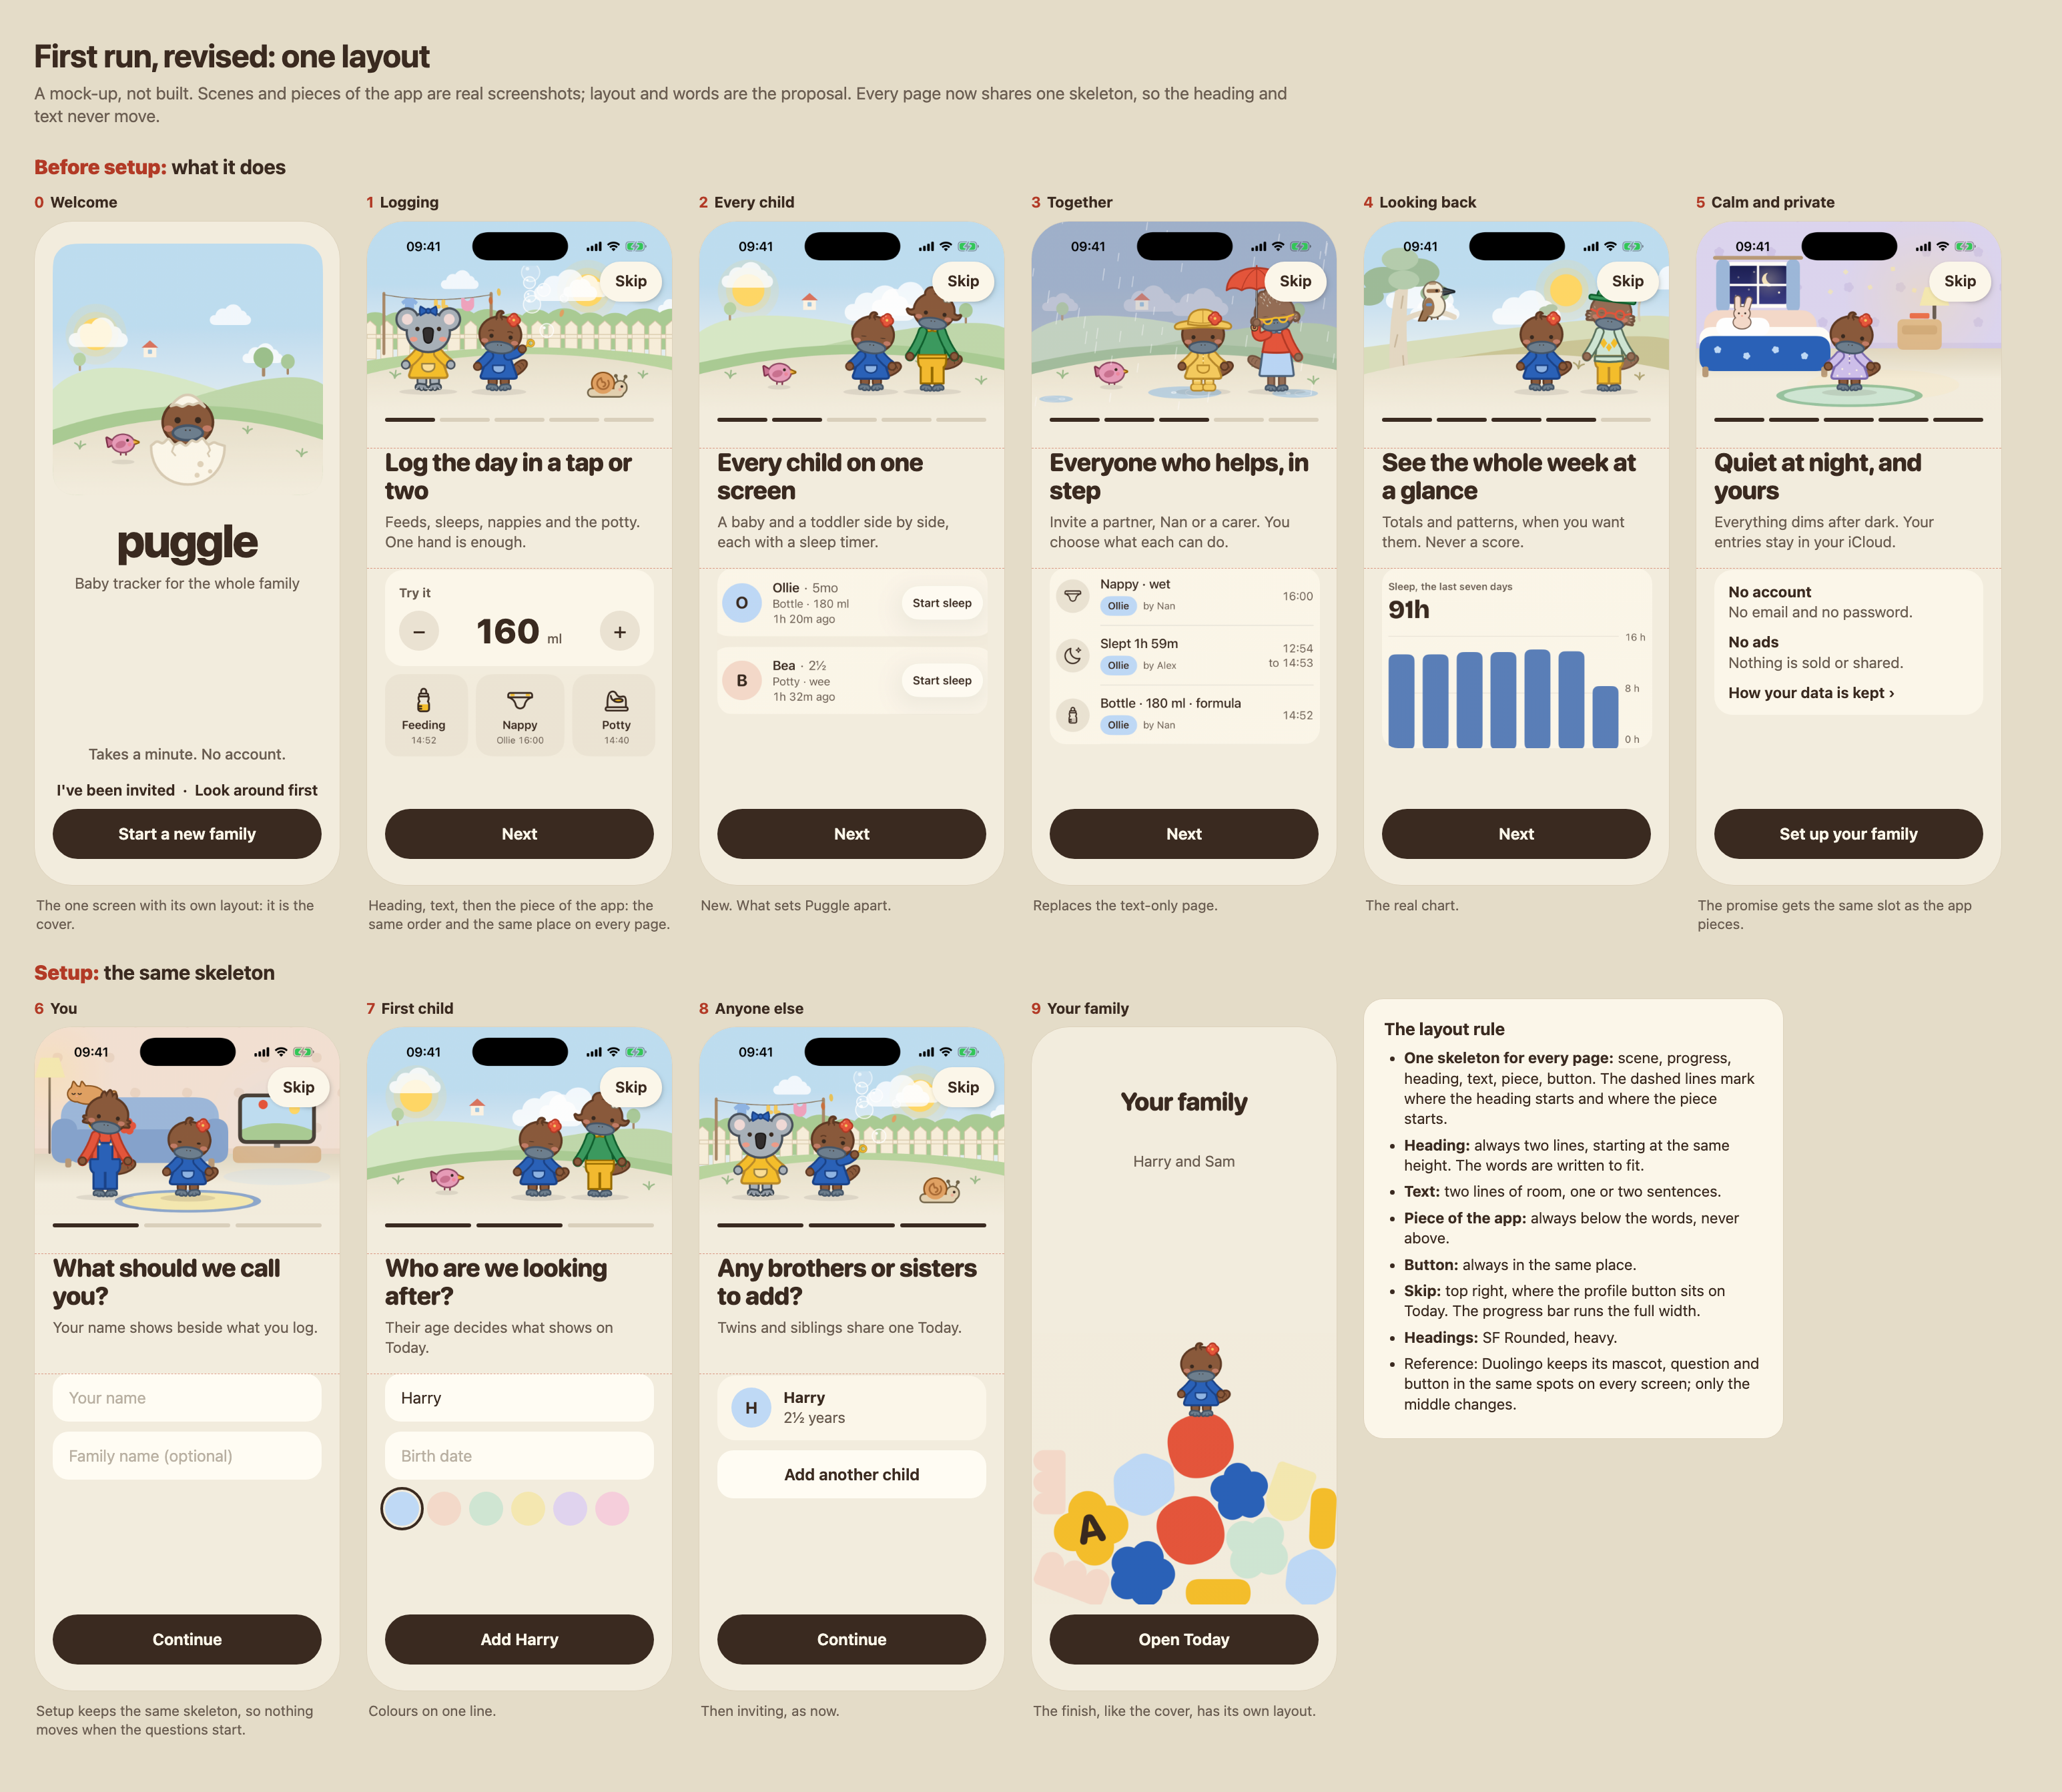 First run, revised: one layout
A mock-up, not built. Scenes and pieces of the app are real screenshots; layout and words are the proposal. Every page now shares one skeleton, so the heading and
text never move.
Before setup: what it does
0 Welcome
puggle
Baby tracker for the whole family
Takes a minute. No account.
I've been invited · Look around first
Start a new family
The one screen with its own layout: it is the
cover.
1 Logging
09:41
Skip
Log the day in a tap or
two
Feeds, sleeps, nappies and the potty.
One hand is enough.
Try it
− 160 ml +
Feeding
14:52
Nappy
Ollie 16:00
Potty
14:40
Next
Heading, text, then the piece of the app: the
same order and the same place on every page.
2 Every child
09:41
Skip
Every child on one
screen
A baby and a toddler side by side,
each with a sleep timer.
O
Ollie · 5mo
Bottle · 180 ml
1h 20m ago
Start sleep
B
Bea · 2½
Potty · wee
1h 32m ago
Start sleep
Next
New. What sets Puggle apart.
3 Together
09:41
Skip
Everyone who helps, in
step
Invite a partner, Nan or a carer. You
choose what each can do.
Nappy · wet
Ollie by Nan
16:00
Slept 1h 59m
Ollie by Alex
12:54
to 14:53
Bottle · 180 ml · formula
Ollie by Nan
14:52
Next
Replaces the text-only page.
4 Looking back
09:41
Skip
See the whole week at
a glance
Totals and patterns, when you want
them. Never a score.
Sleep, the last seven days
91h
16 h
8 h
0 h
Next
The real chart.
5 Calm and private
09:41
Skip
Quiet at night, and
yours
Everything dims after dark. Your
entries stay in your iCloud.
No account
No email and no password.
No ads
Nothing is sold or shared.
How your data is kept ›
Set up your family
The promise gets the same slot as the app
pieces.
Setup: the same skeleton
6 You
09:41
Skip
What should we call
you?
Your name shows beside what you log.
Your name
Family name (optional)
Continue
Setup keeps the same skeleton, so nothing
moves when the questions start.
7 First child
09:41
Skip
Who are we looking
after?
Their age decides what shows on
Today.
Harry
Birth date
Add Harry
Colours on one line.
8 Anyone else
09:41
Skip
Any brothers or sisters
to add?
Twins and siblings share one Today.
H
Harry
2½ years
Add another child
Continue
Then inviting, as now.
9 Your family
Your family
Harry and Sam
A
Open Today
The finish, like the cover, has its own layout.
The layout rule
• One skeleton for every page: scene, progress,
heading, text, piece, button. The dashed lines mark
where the heading starts and where the piece
starts.
• Heading: always two lines, starting at the same
height. The words are written to fit.
• Text: two lines of room, one or two sentences.
• Piece of the app: always below the words, never
above.
• Button: always in the same place.
• Skip: top right, where the profile button sits on
Today. The progress bar runs the full width.
• Headings: SF Rounded, heavy.
• Reference: Duolingo keeps its mascot, question and
button in the same spots on every screen; only the
middle changes.